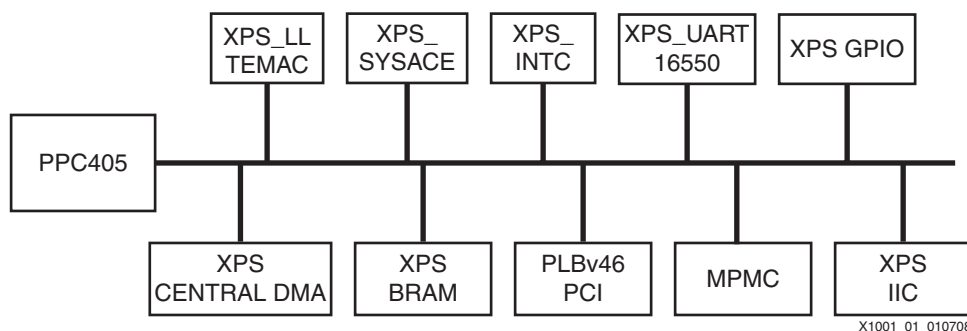 XPS_LL
TEMAC
XPS_
SYSACE
XPS_
INTC
XPS_UART
16550
XPS GPIO
PPC405
XPS
CENTRAL DMA
XPS
BRAM
PLBv46
PCI
MPMC
XPS
IIC
X1001_01_010708